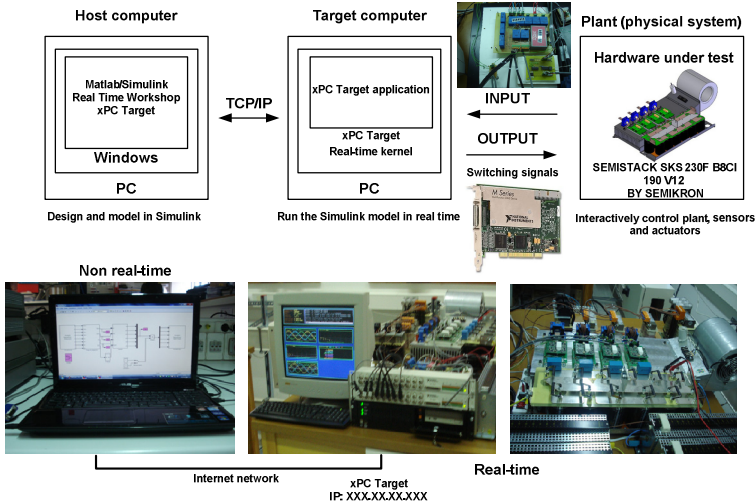 Host computer
Target computer
Plant (physical system)
Matlab/Simulink
Real Time Workshop
xPC Target
Windows
PC
Design and model in Simulink
TCP/IP
xPC Target application
xPC Target
Real-time kernel
PC
Run the Simulink model in real time
INPUT
OUTPUT
Switching signals
M Series
NATIONAL
INSTRUMENTS
Hardware under test
SEMISTACK SKS 230F B8CI
190 V12
BY SEMIKRON
Interactively control plant, sensors
and actuators
Non real-time
Real-time
Internet network
xPC Target
IP: XXX.XX.XX.XXX